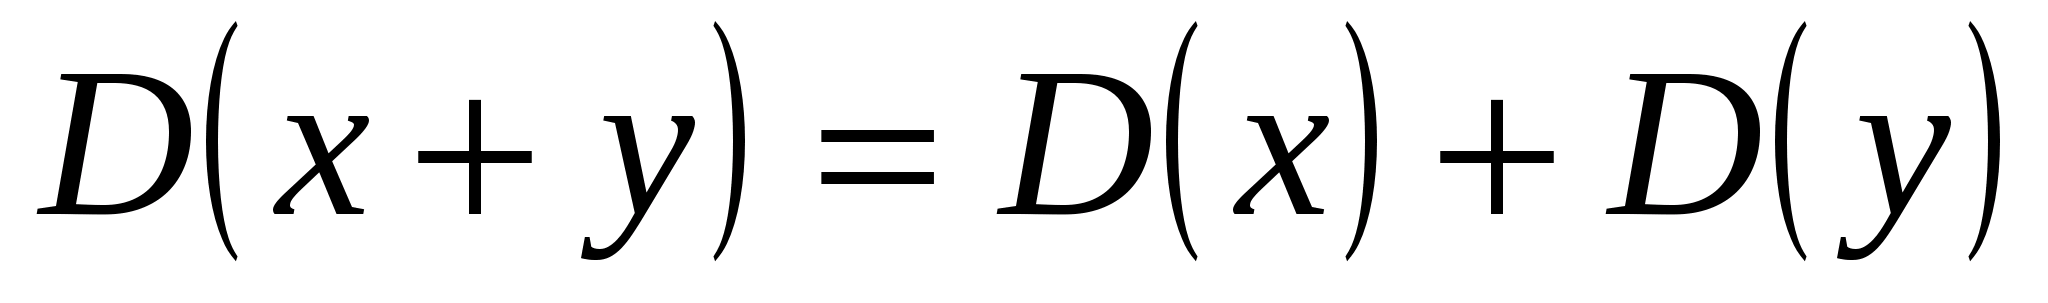 D(x + y) = D(x) + D(y)